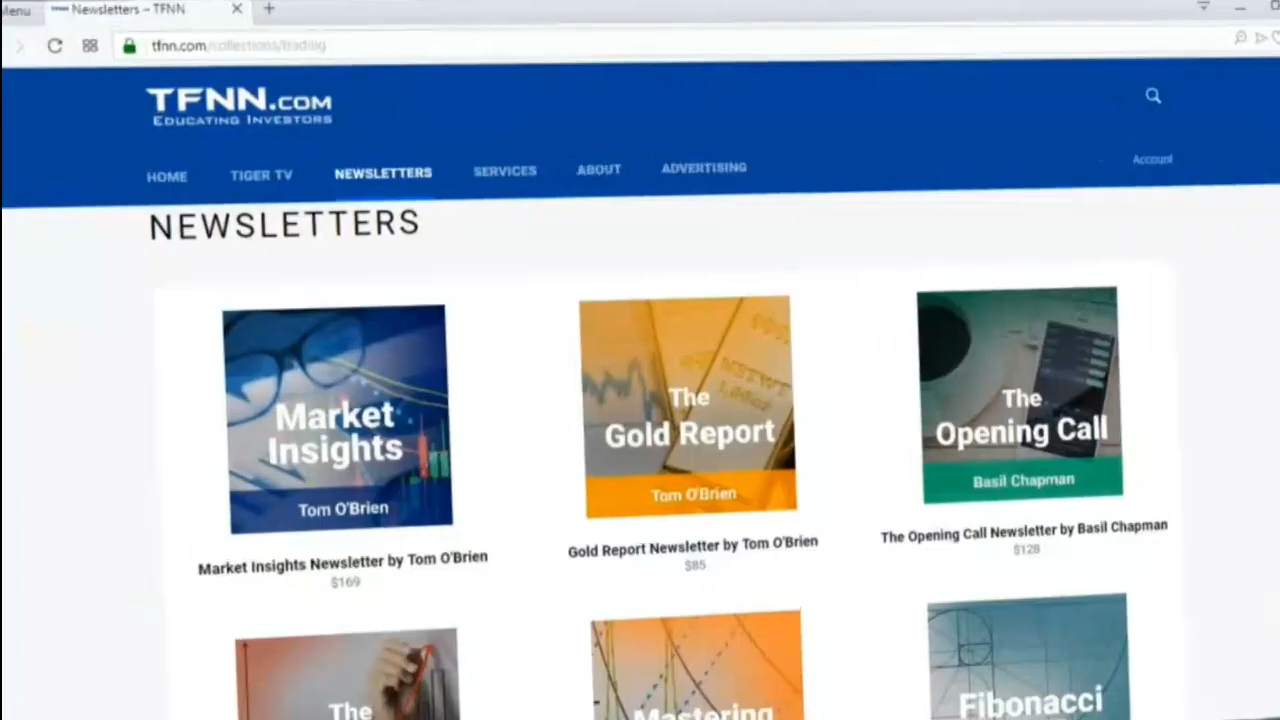 Menu
Newsletters – TFNN
tfnn.com/collections/trading
TFNN.COM
EDUCATING INVESTORS
HOME TIGER TV NEWSLETTERS SERVICES ABOUT ADVERTISING
Account
NEWSLETTERS
Market
Insights
Tom O'Brien
Market Insights Newsletter by Tom O'Brien
$169
The
Gold Report
Tom O'Brien
Gold Report Newsletter by Tom O'Brien
$85
The
Opening Call
Basil Chapman
The Opening Call Newsletter by Basil Chapman
$128
The
Mastering
Fibonacci